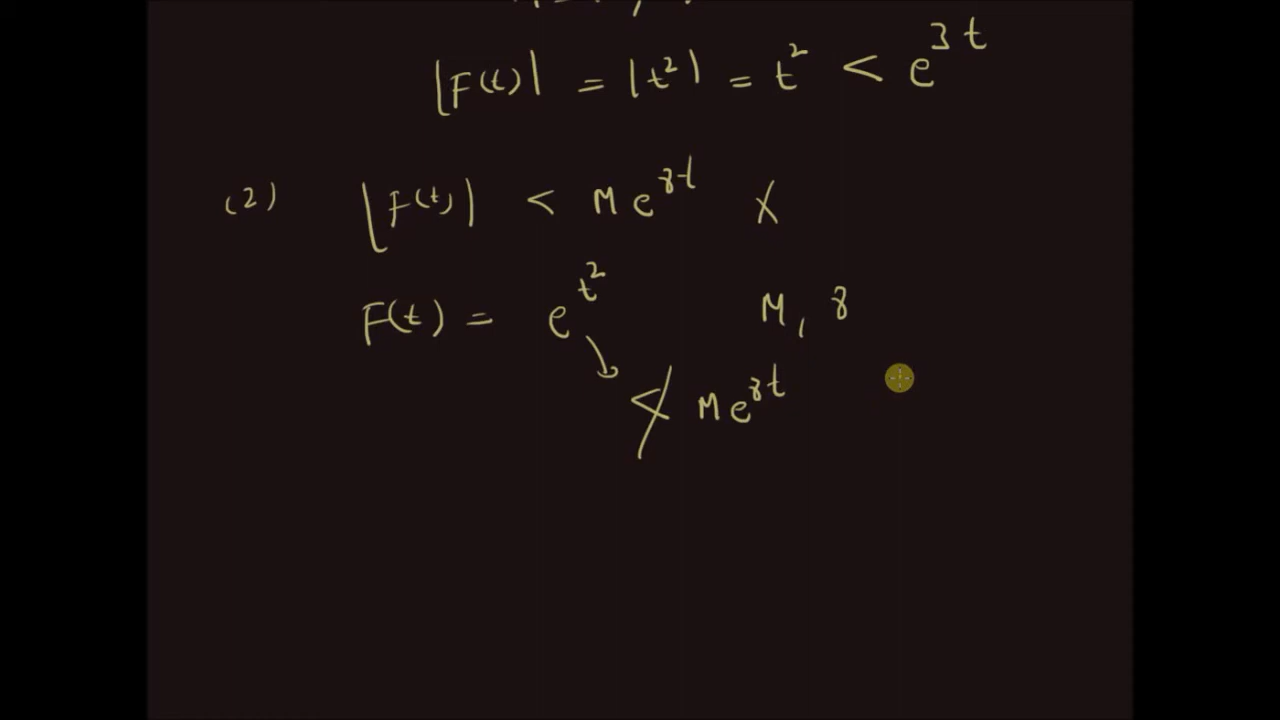 |F(t)| = |t²| = t² < e^{3t}
(2) |F(t)| < Me^{γt} X
F(t) = e^{t²} M, γ
≮ Me^{γt}